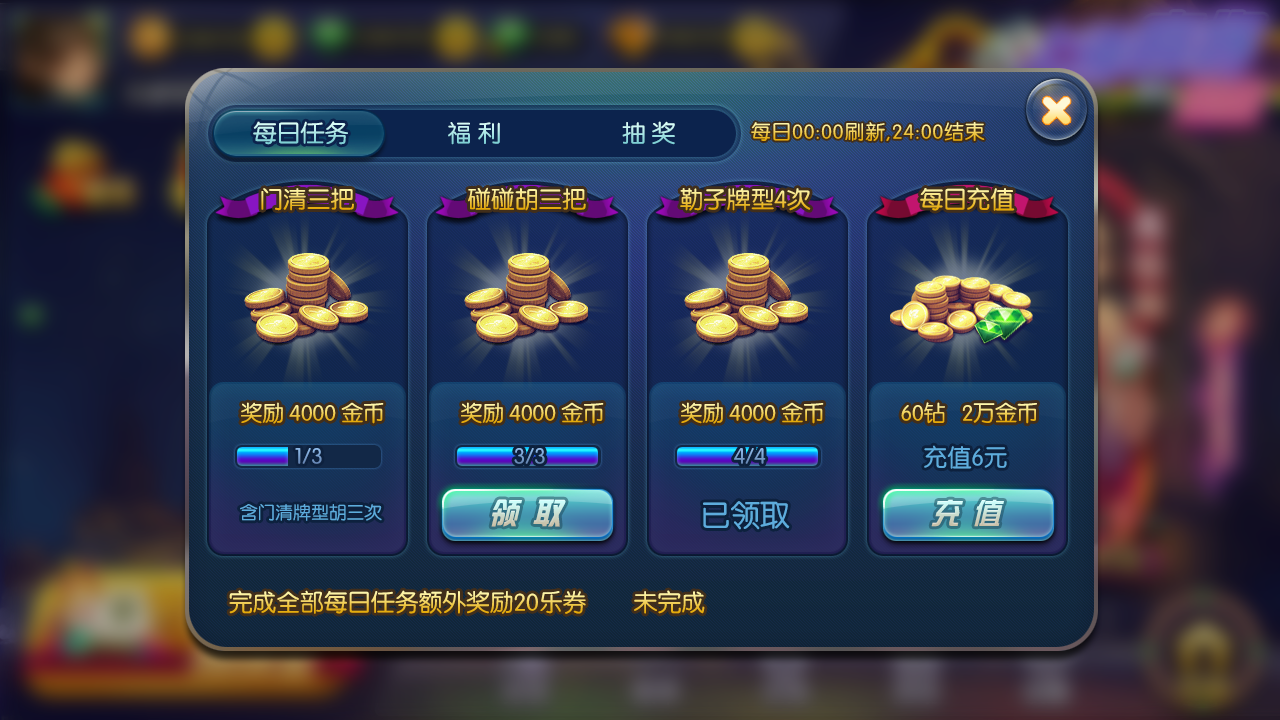 每日任务
福利
抽奖
每日00:00刷新,24:00结束
门清三把
碰碰胡三把
勒子牌型4次
每日充值
奖励 4000 金币
奖励 4000 金币
奖励 4000 金币
60钻 2万金币
1/3
3/3
4/4
充值6元
含门清牌型胡三次
领取
已领取
充值
完成全部每日任务额外奖励20乐券
未完成